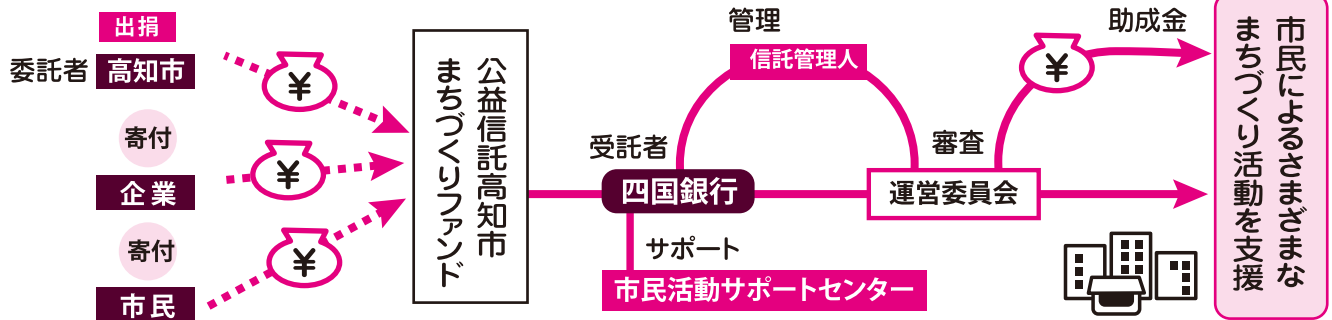 出捐
委託者
高知市
¥
寄付
企業
¥
寄付
市民
¥
公益信託高知市
まちづくりファンド
管理
信託管理人
受託者
四国銀行
サポート
市民活動サポートセンター
審査
運営委員会
¥
助成金
市民によるさまざまな
まちづくり活動を支援